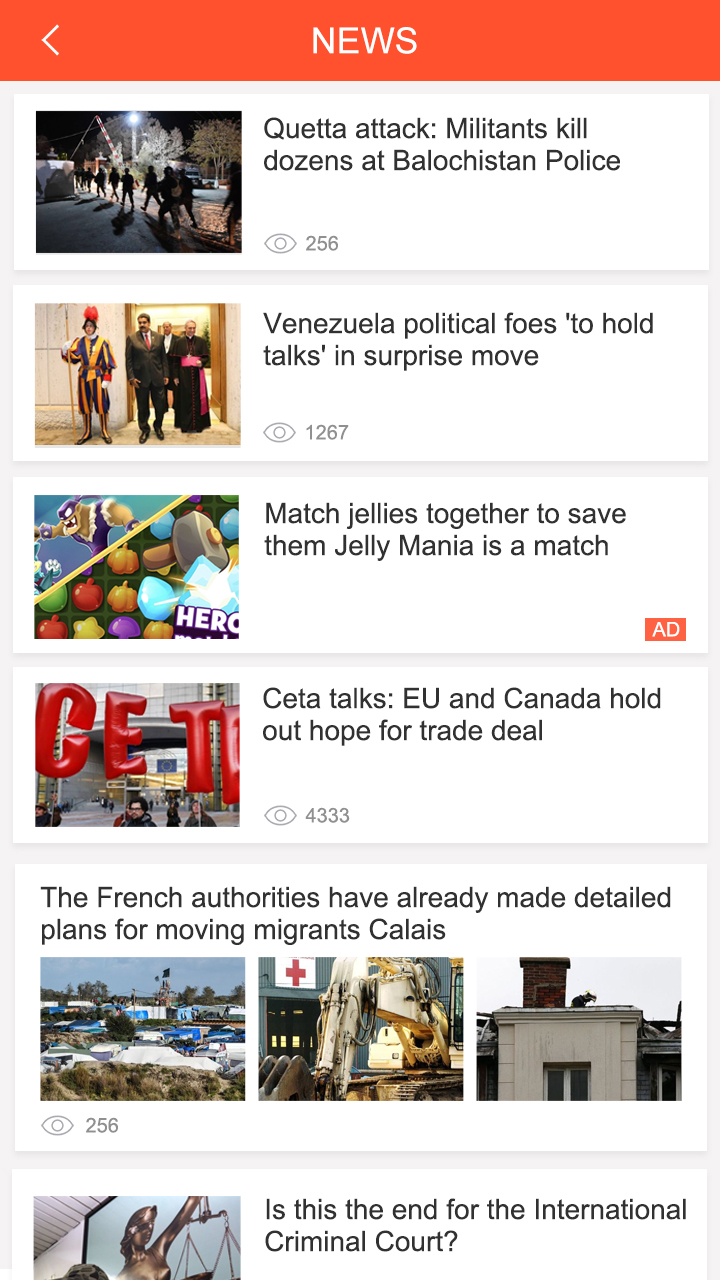 NEWS
Quetta attack: Militants kill
dozens at Balochistan Police
256
Venezuela political foes 'to hold
talks' in surprise move
1267
Match jellies together to save
them Jelly Mania is a match
HERO
AD
CET
Ceta talks: EU and Canada hold
out hope for trade deal
4333
The French authorities have already made detailed
plans for moving migrants Calais
256
Is this the end for the International
Criminal Court?